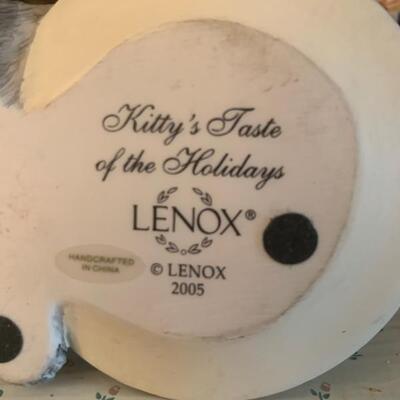 Kitty's Taste
of the Holidays
LENOX®
HANDCRAFTED
IN CHINA
© LENOX
2005